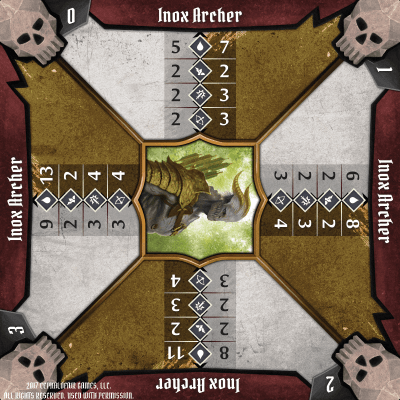 0
Inox Archer
5 7
2 2
2 3
2 3
1
Inox Archer
3 2 2 6
4 3 2 8
2
Inox Archer
8 11
2 2
2 3
3 4
3
Inox Archer
13 2 4 4
9 2 3 3
2017 CEPHALOFAIR GAMES, LLC.
ALL RIGHTS RESERVED. USED WITH PERMISSION.